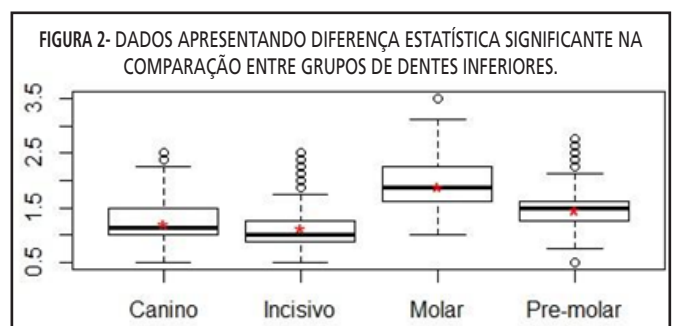 FIGURA 2- DADOS APRESENTANDO DIFERENÇA ESTATÍSTICA SIGNIFICANTE NA
COMPARAÇÃO ENTRE GRUPOS DE DENTES INFERIORES.
3.5
2.5
1.5
0.5
Canino Incisivo Molar Pre-molar